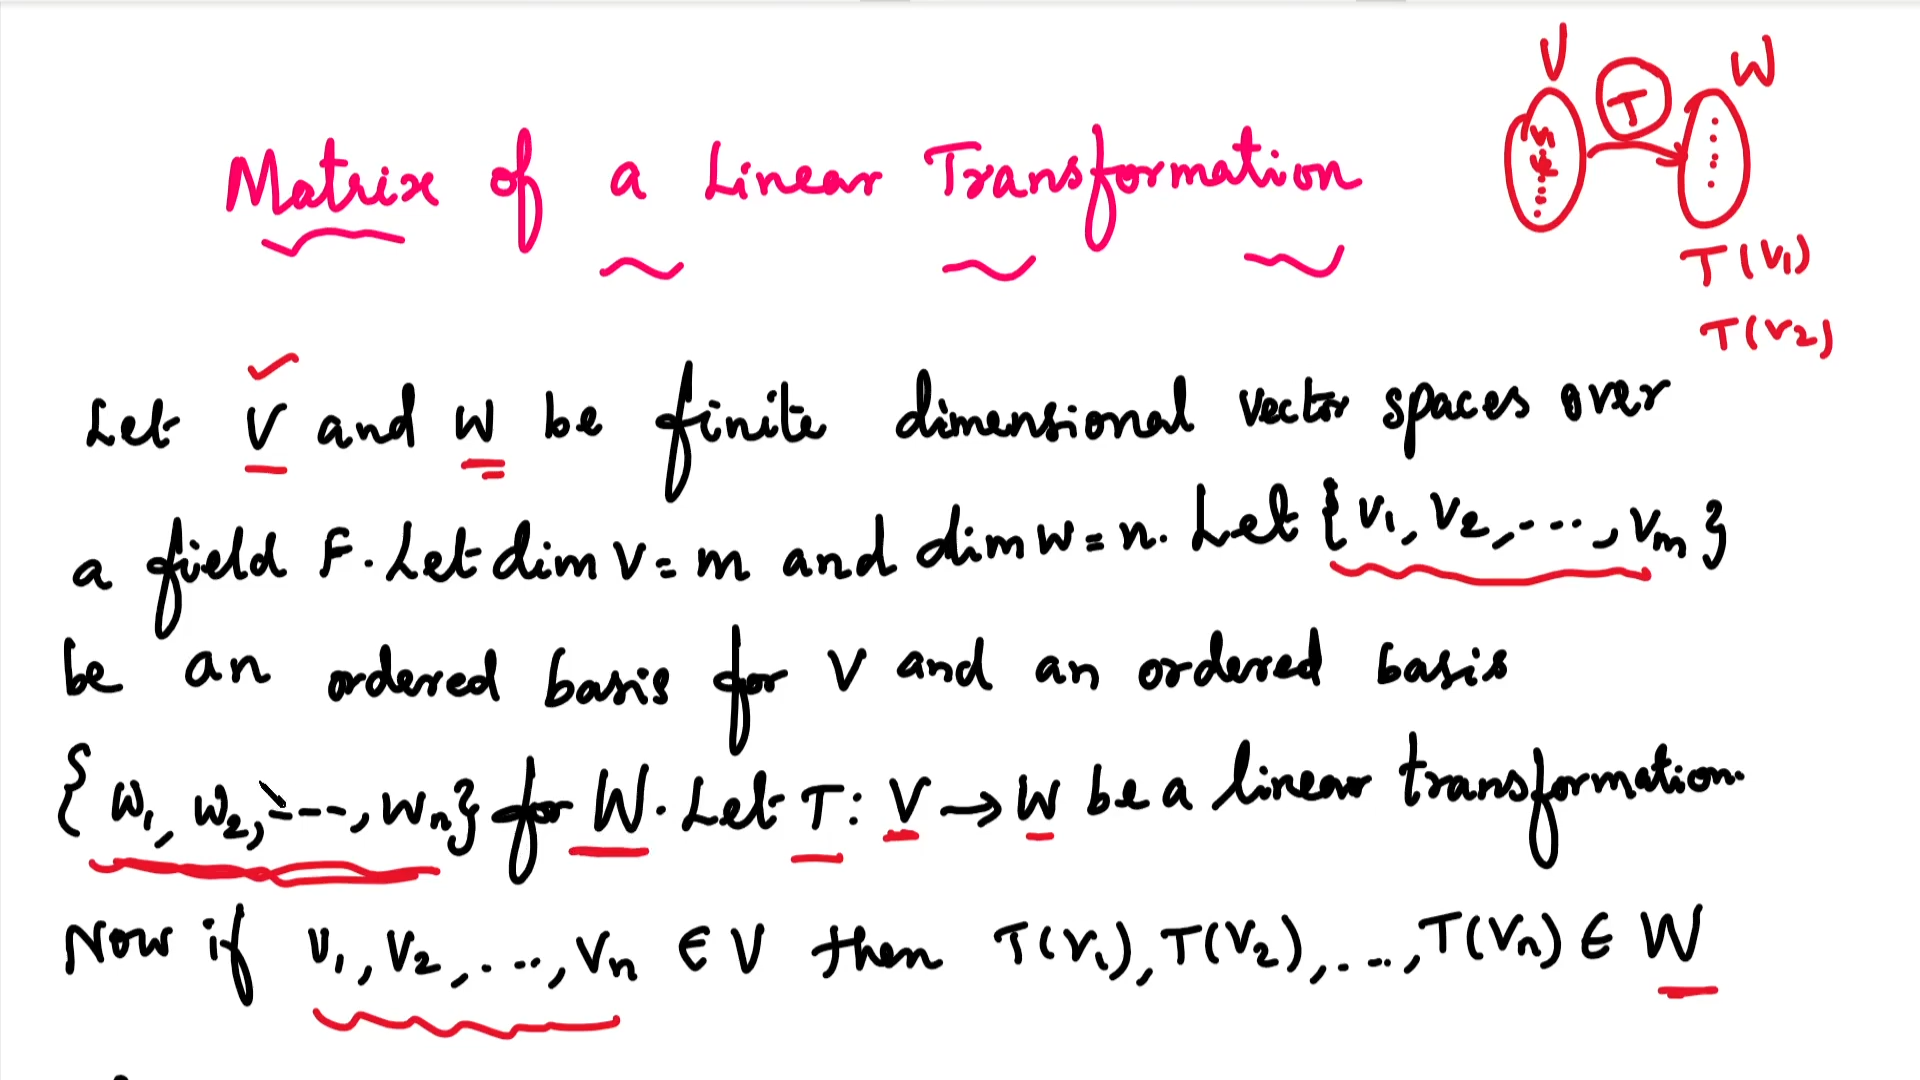 V
W
T
v1
v2
Matrix of a Linear Transformation
T(v1)
T(v2)
Let V and W be finite dimensional vector spaces over
a field F. Let dim V = m and dim W = n. Let {v1, v2, ..., vm}
be an ordered basis for V and an ordered basis
{w1, w2, ---, wn} for W. Let T: V → W be a linear transformation.
Now if v1, v2, ..., vn ∈ V then T(v1), T(v2), ..., T(vn) ∈ W